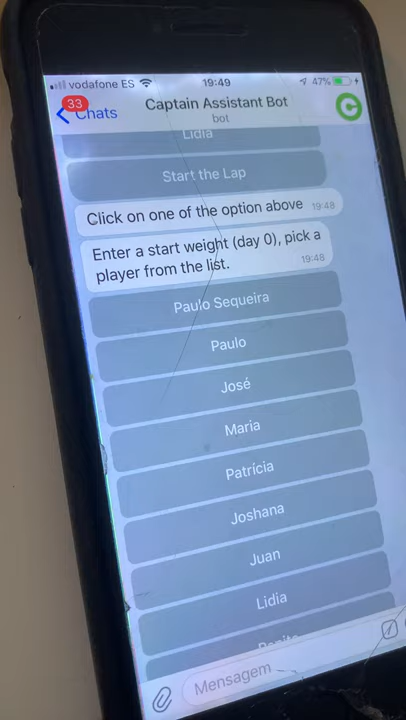 vodafone ES 19:49 47%
33
Chats
Captain Assistant Bot
bot
Lidia
Start the Lap
Click on one of the option above 19:48
Enter a start weight (day 0), pick a
player from the list. 19:48
Paulo Sequeira
Paulo
José
Maria
Patrícia
Joshana
Juan
Lidia
Mensagem